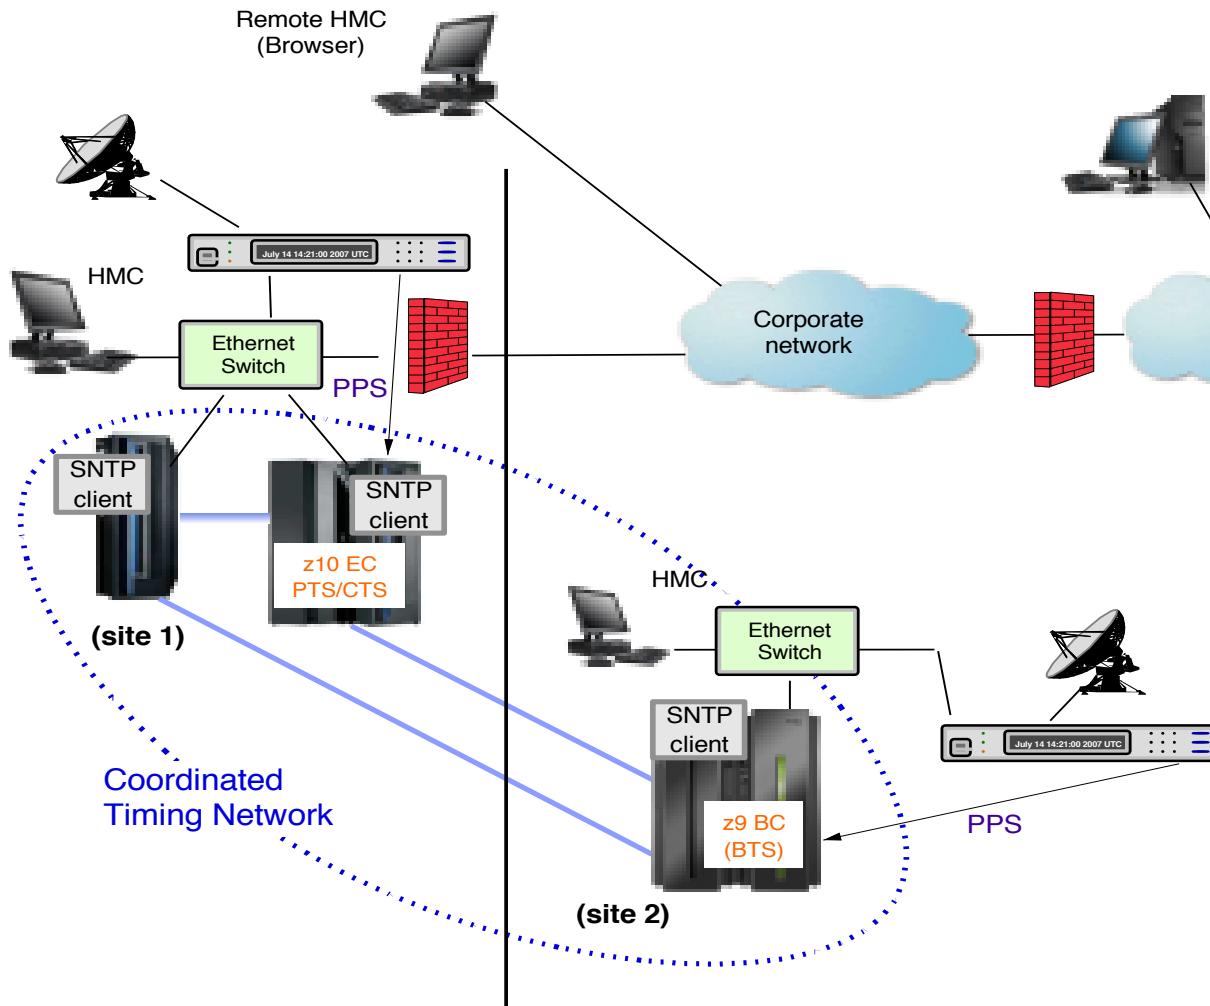 Remote HMC
(Browser)
July 14 14:21:00 2007 UTC
HMC
Ethernet
Switch
Corporate
network
PPS
SNTP
client
SNTP
client
z10 EC
PTS/CTS
(site 1)
HMC
Ethernet
Switch
SNTP
client
July 14 14:21:00 2007 UTC
Coordinated
Timing Network
z9 BC
(BTS)
PPS
(site 2)